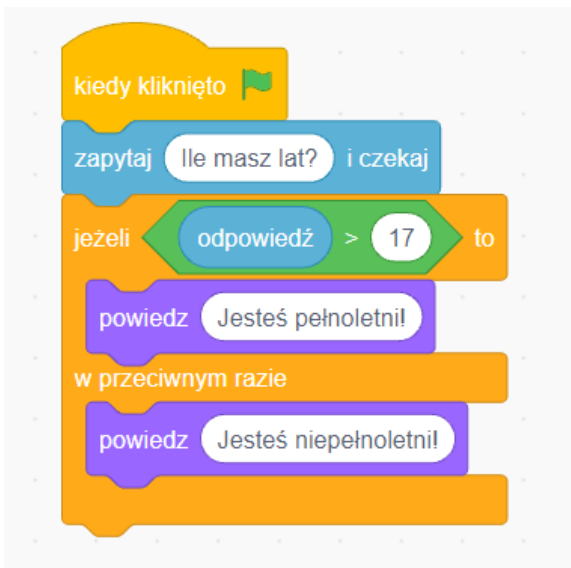 kiedy kliknięto
zapytaj Ile masz lat? i czekaj
jeżeli odpowiedź > 17 to
powiedz Jesteś pełnoletni!
w przeciwnym razie
powiedz Jesteś niepełnoletni!